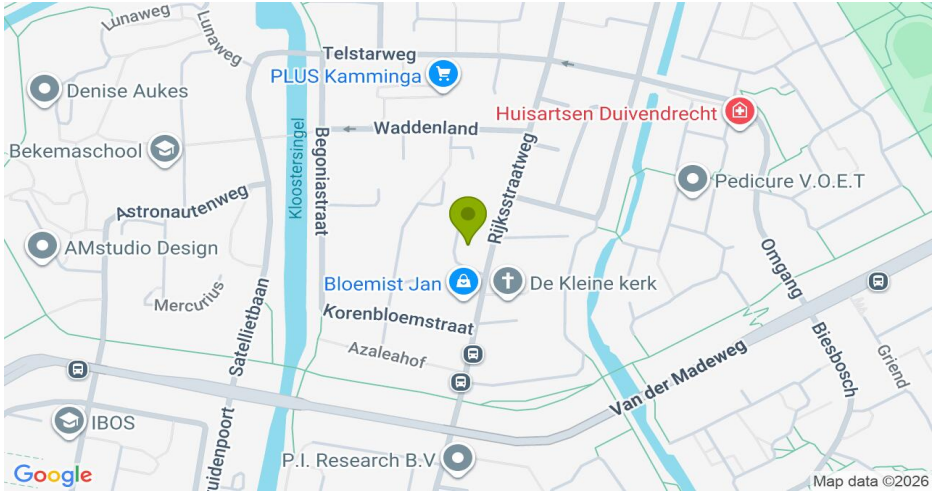 Lunaweg
Lunaweg
Telstarweg
PLUS Kamminga
Denise Aukes
Huisartsen Duivendrecht
Waddenland
Bekemaschool
Kloostersingel
Begoniastraat
Rijksstraatweg
Pedicure V.O.E.T
Astronautenweg
AMstudio Design
Omgang
Mercurius
Bloemist Jan
De Kleine kerk
Satellietbaan
Korenbloemstraat
Azaleahof
Biesbosch
Griend
Van der Madeweg
IBOS
uidenpoort
P.I. Research B.V
Google
Map data ©2026